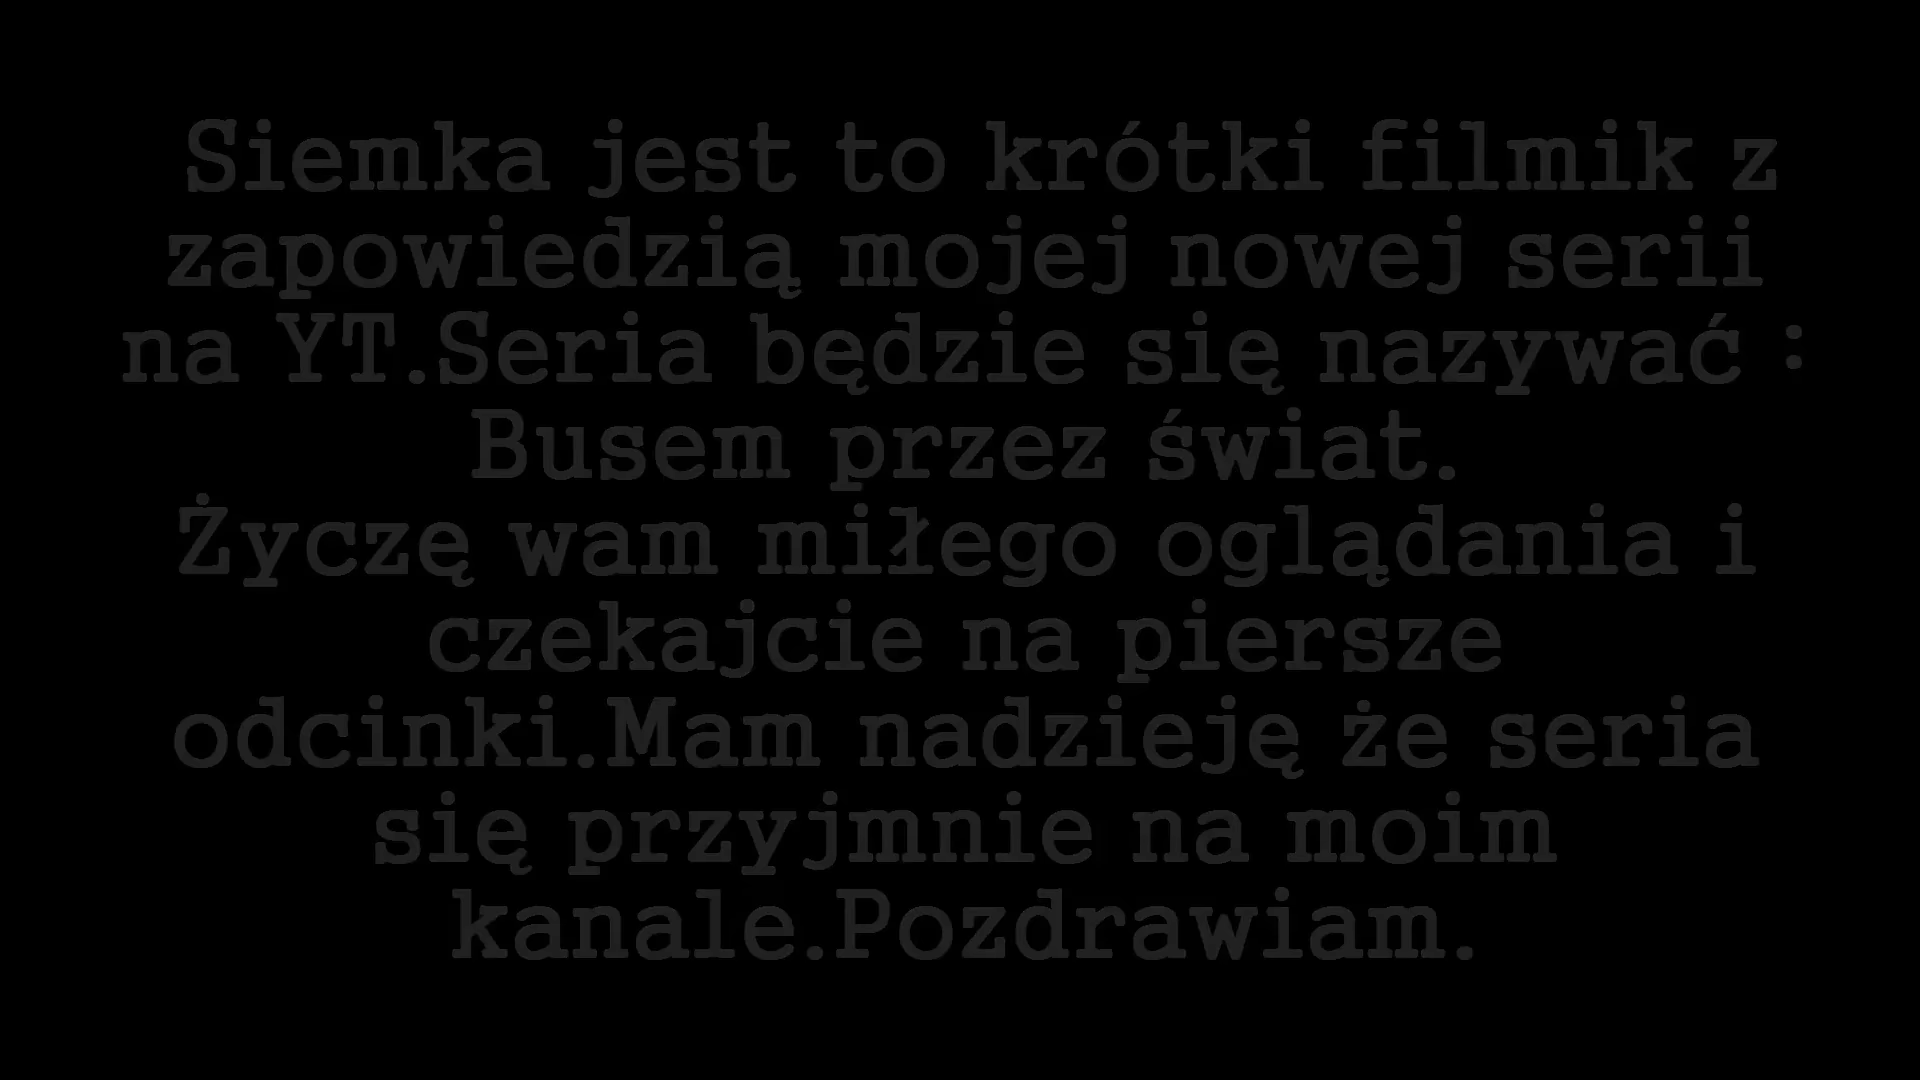 Siemka jest to krótki filmik z
zapowiedzią mojej nowej serii
na YT.Seria będzie się nazywać :
Busem przez świat.
Życzę wam miłego oglądania i
czekajcie na piersze
odcinki.Mam nadzieję że seria
się przyjmnie na moim
kanale.Pozdrawiam.